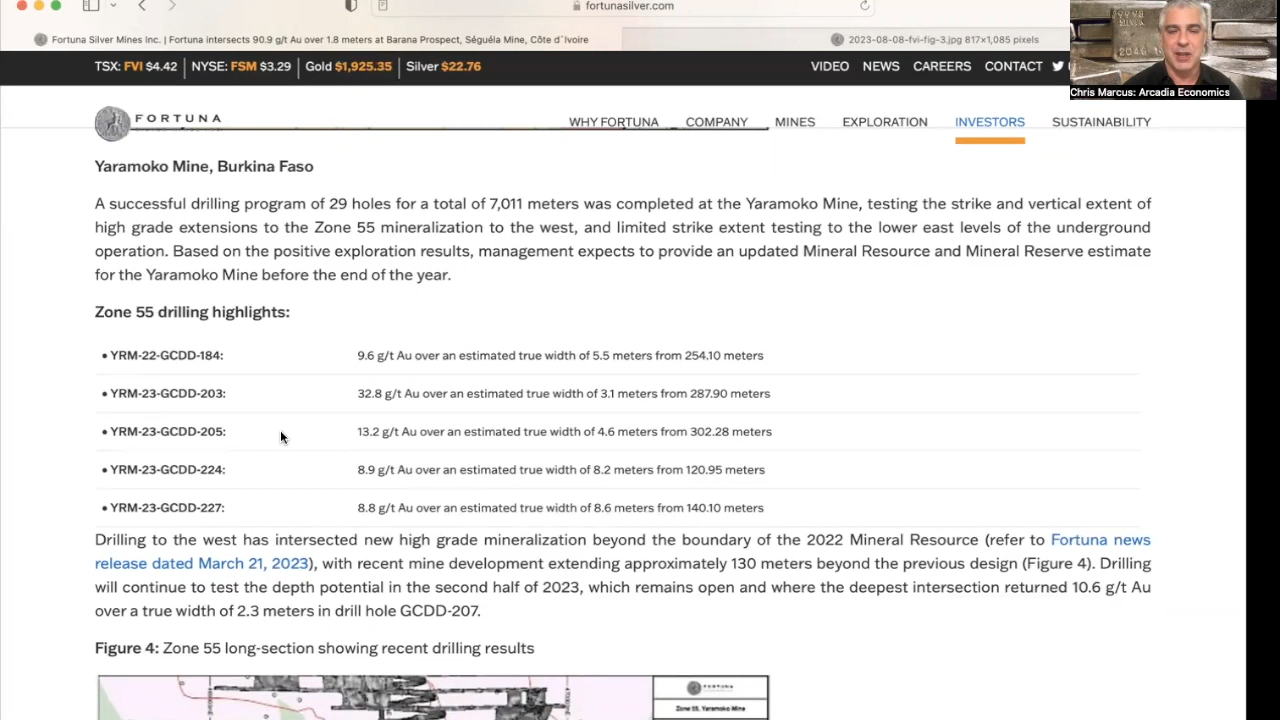 fortunasilver.com
Fortuna Silver Mines Inc. | Fortuna intersects 90.9 g/t Au over 1.8 meters at Barana Prospect, Séguéla Mine, Côte d´Ivoire
2023-08-08-fvi-fig-3.jpg 817×1,085 pixels
TSX: FVI $4.42 | NYSE: FSM $3.29 | Gold $1,925.35 | Silver $22.76
VIDEO NEWS CAREERS CONTACT
Chris Marcus: Arcadia Economics
FORTUNA
WHY FORTUNA COMPANY MINES EXPLORATION INVESTORS SUSTAINABILITY
Yaramoko Mine, Burkina Faso
A successful drilling program of 29 holes for a total of 7,011 meters was completed at the Yaramoko Mine, testing the strike and vertical extent of
high grade extensions to the Zone 55 mineralization to the west, and limited strike extent testing to the lower east levels of the underground
operation. Based on the positive exploration results, management expects to provide an updated Mineral Resource and Mineral Reserve estimate
for the Yaramoko Mine before the end of the year.
Zone 55 drilling highlights:
• YRM-22-GCDD-184: 9.6 g/t Au over an estimated true width of 5.5 meters from 254.10 meters
• YRM-23-GCDD-203: 32.8 g/t Au over an estimated true width of 3.1 meters from 287.90 meters
• YRM-23-GCDD-205: 13.2 g/t Au over an estimated true width of 4.6 meters from 302.28 meters
• YRM-23-GCDD-224: 8.9 g/t Au over an estimated true width of 8.2 meters from 120.95 meters
• YRM-23-GCDD-227: 8.8 g/t Au over an estimated true width of 8.6 meters from 140.10 meters
Drilling to the west has intersected new high grade mineralization beyond the boundary of the 2022 Mineral Resource (refer to Fortuna news
release dated March 21, 2023), with recent mine development extending approximately 130 meters beyond the previous design (Figure 4). Drilling
will continue to test the depth potential in the second half of 2023, which remains open and where the deepest intersection returned 10.6 g/t Au
over a true width of 2.3 meters in drill hole GCDD-207.
Figure 4: Zone 55 long-section showing recent drilling results
FORTUNA
Zone 55, Yaramoko Mine